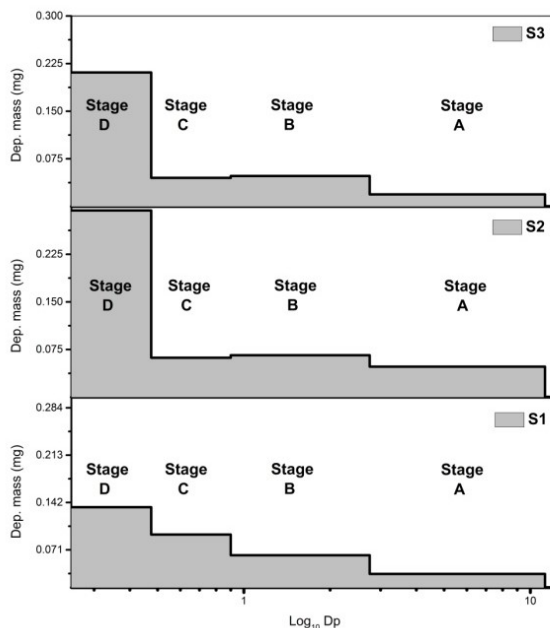 0.300
S3
0.225
Stage Stage Stage Stage
D C B A
0.150
0.075
Dep. mass (mg)
S2
0.225
Stage Stage Stage Stage
D C B A
0.150
0.075
Dep. mass (mg)
0.284
S1
0.213
Stage Stage Stage Stage
D C B A
0.142
0.071
Dep. mass (mg)
1 10
Log₁₀ Dp